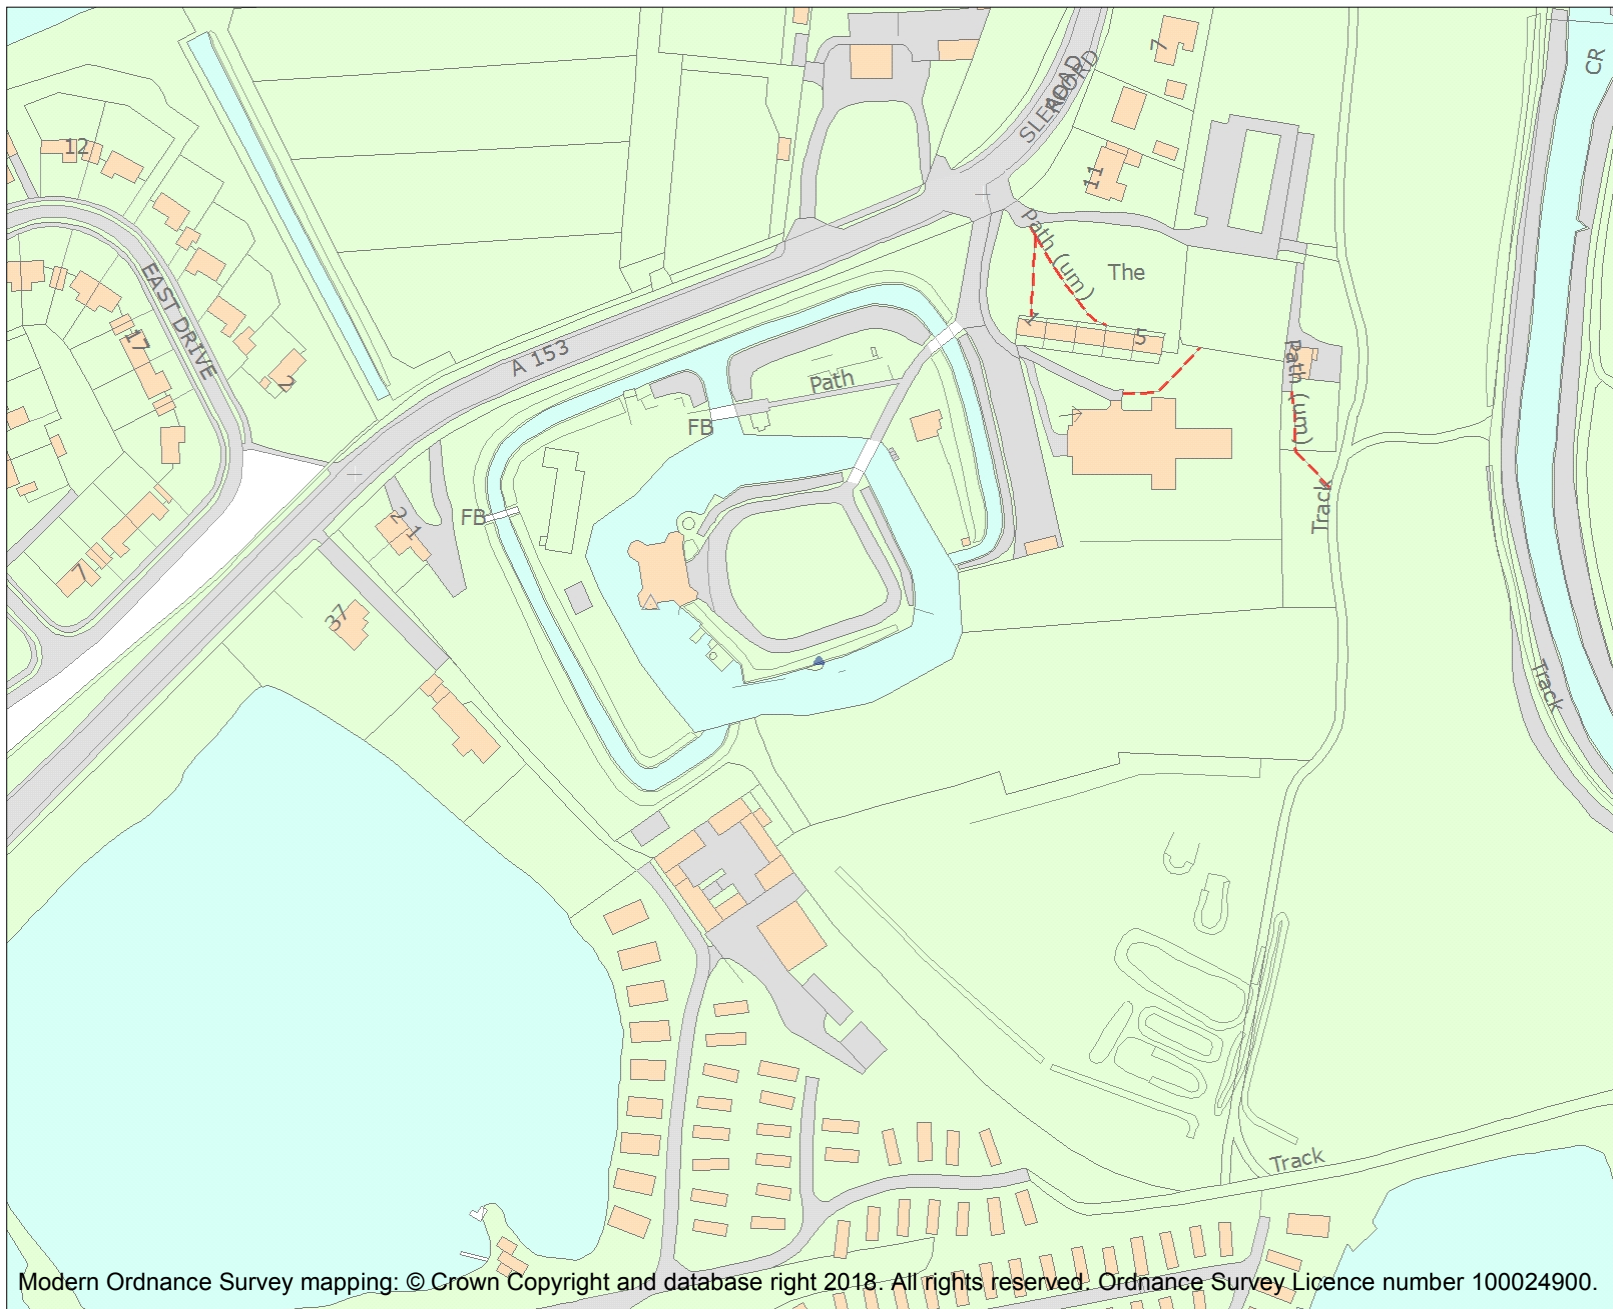 CR
7
SLEAFORD
ROAD
12
11
Path (um)
The
EAST DRIVE
17
1
5
A 153
2
Path
Path (um)
FB
FB
2
1
Track
7
37
Track
Track
Modern Ordnance Survey mapping: © Crown Copyright and database right 2018. All rights reserved. Ordnance Survey Licence number 100024900.